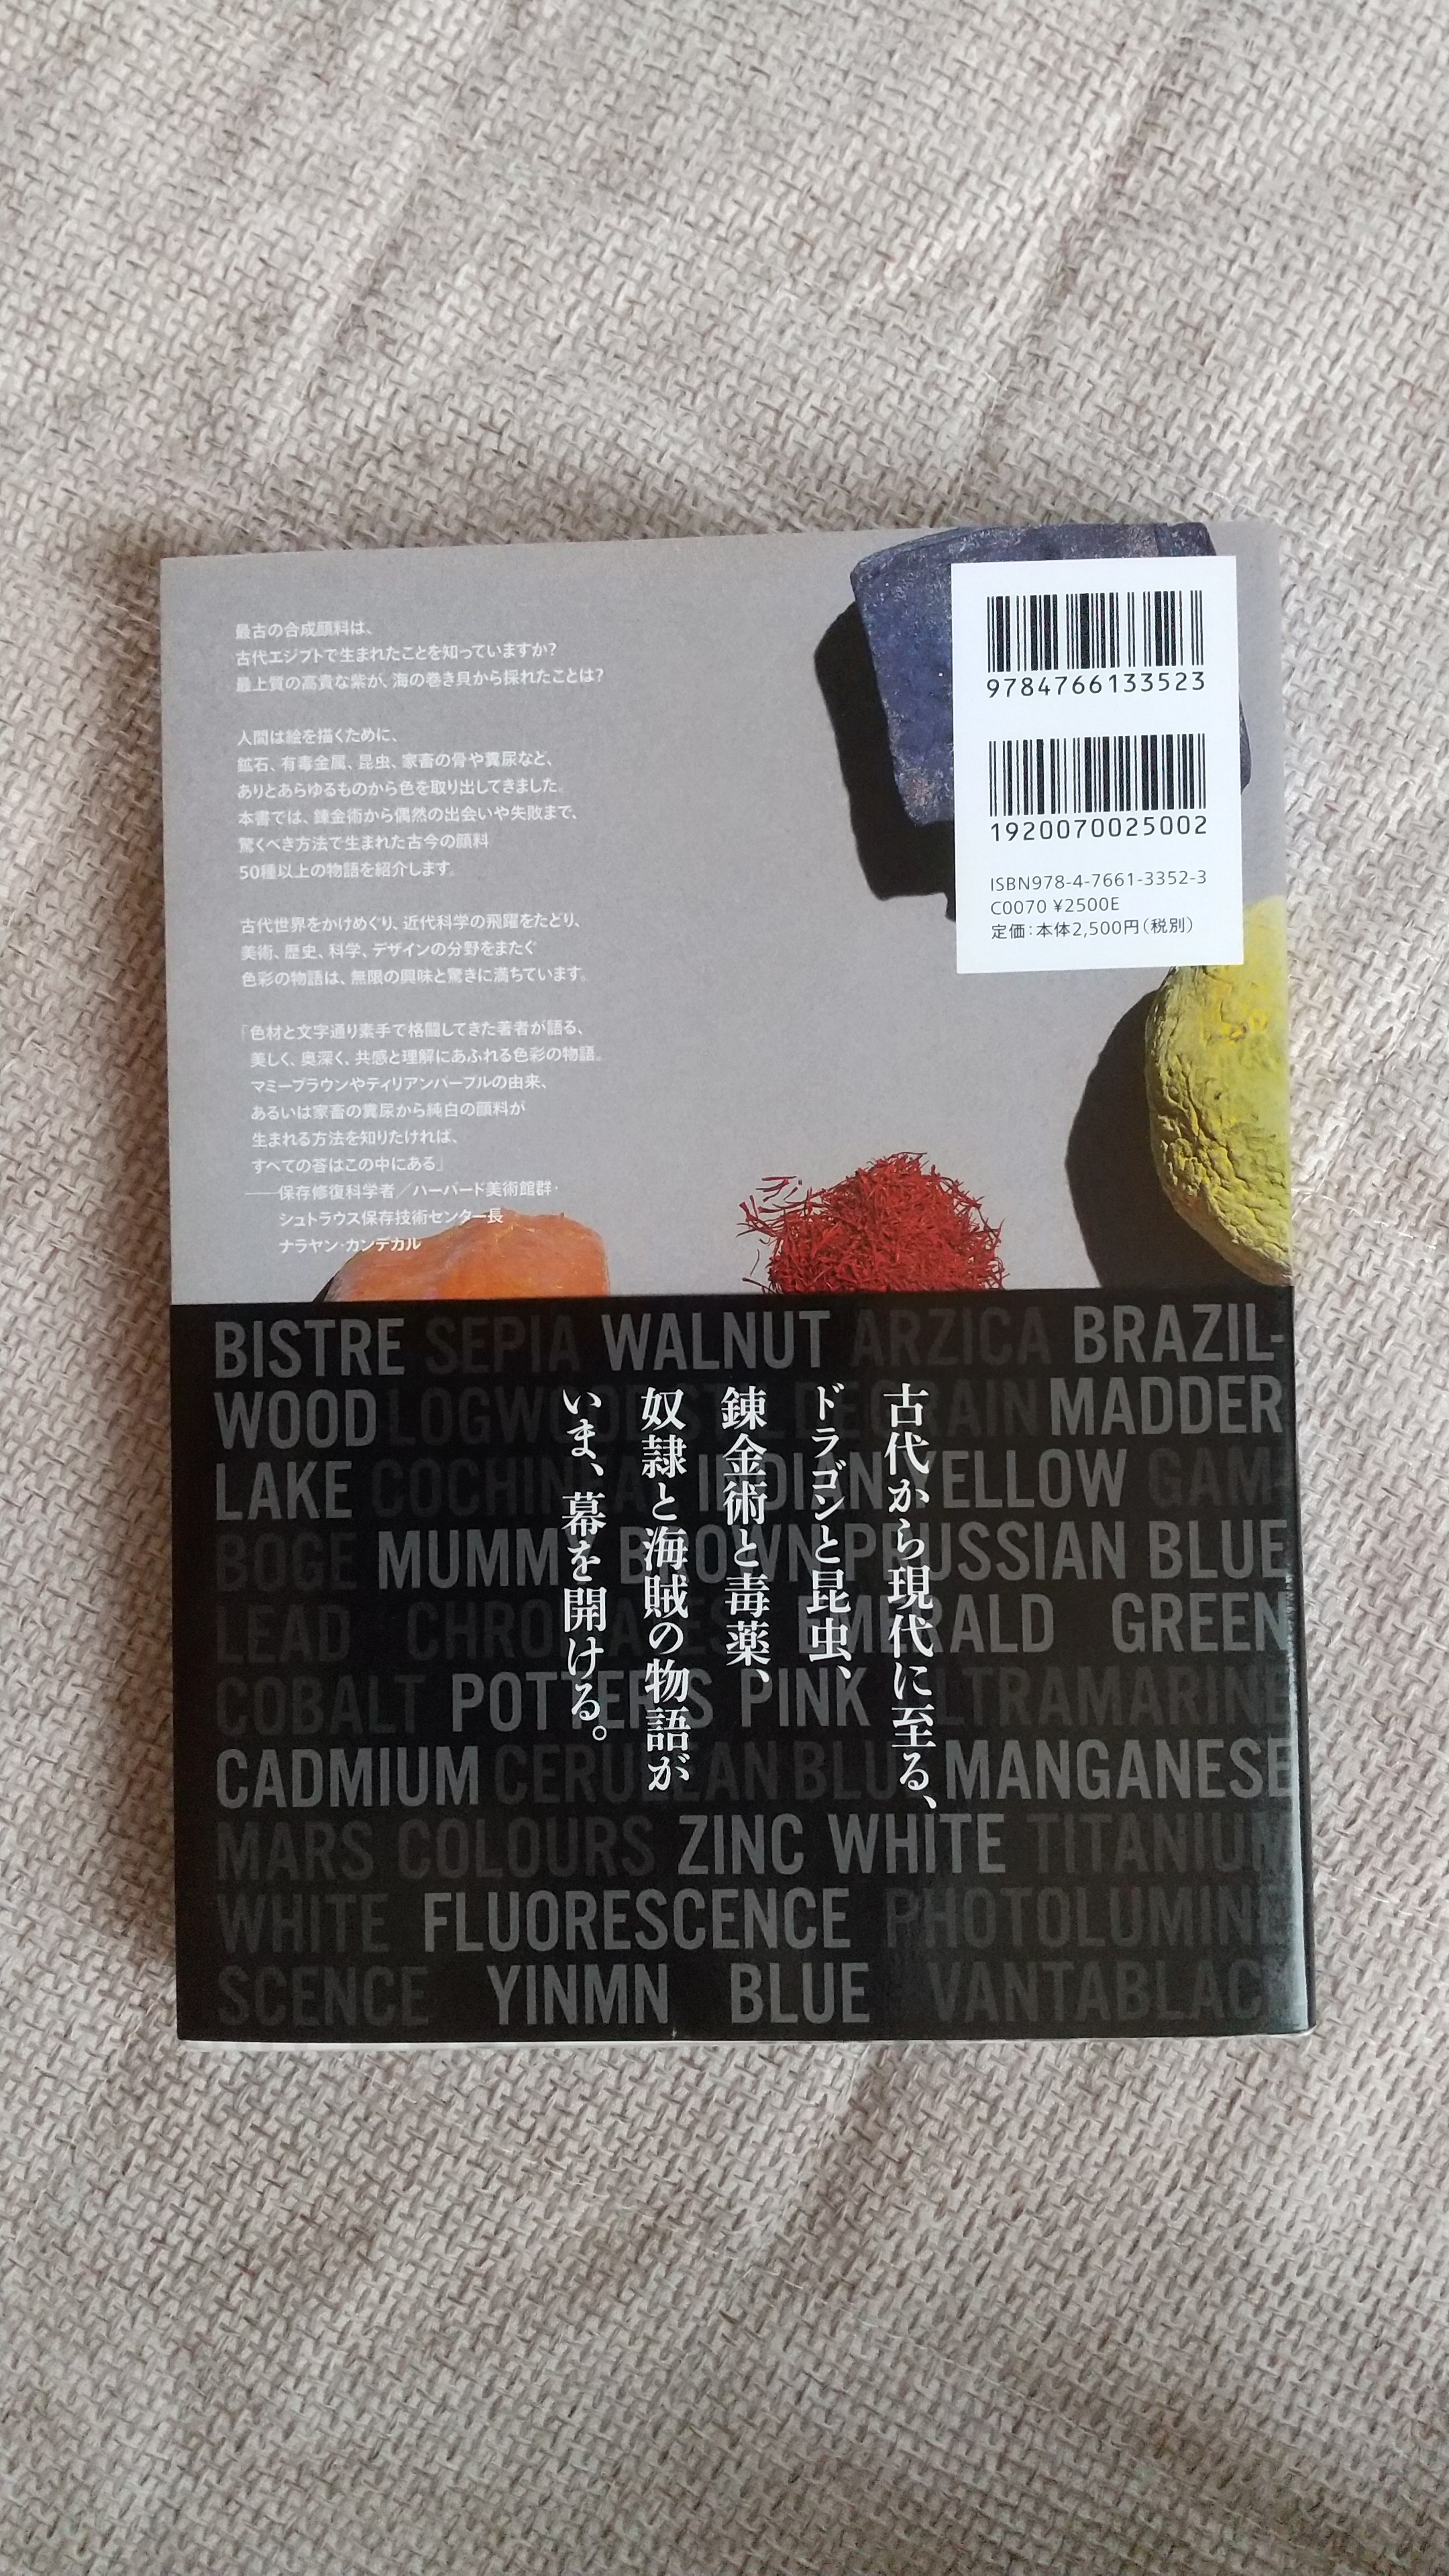 最古の合成顔料は、
古代エジプトで生まれたことを知っていますか?
最上質の高貴な紫が、海の巻き貝から採れたことは?
人間は絵を描くために、
鉱石、有毒金属、昆虫、家畜の骨や糞尿など、
ありとあらゆるものから色を取り出してきました。
本書では、錬金術から偶然の出会いや失敗まで、
驚くべき方法で生まれた古今の顔料
50種以上の物語を紹介します。
古代世界をかけめぐり、近代科学の飛躍をたどり、
美術、歴史、科学、デザインの分野をまたぐ
色彩の物語は、無限の興味と驚きに満ちています。
「色材と文字通り素手で格闘してきた著者が語る、
美しく、奥深く、共感と理解にあふれる色彩の物語。
マミーブラウンやティリアンパープルの由来、
あるいは家畜の糞尿から純白の顔料が
生まれる方法を知りたければ、
すべての答はこの中にある」
――保存修復科学者/ハーバード美術館群・
シュトラウス保存技術センター長
ナラヤン・カンデカル
9784766133523
1920070025002
ISBN978-4-7661-3352-3
C0070 ¥2500E
定価:本体2,500円(税別)
古代から現代に至る、
ドラゴンと昆虫、
錬金術と毒薬、
奴隷と海賊の物語が
いま、幕を開ける。
BISTRE SEPIA WALNUT ARZICA BRAZIL-
WOOD LOGWOOD STIL DE GRAIN MADDER
LAKE COCHINEAL INDIAN YELLOW GAM
BOGE MUMMY BROWN PRUSSIAN BLUE
LEAD CHROMATES EMERALD GREEN
COBALT POTTER'S PINK ULTRAMARINE
CADMIUM CERULEAN BLUE MANGANESE
MARS COLOURS ZINC WHITE TITANIUM
WHITE FLUORESCENCE PHOTOLUMINE
SCENCE YINMN BLUE VANTABLACK